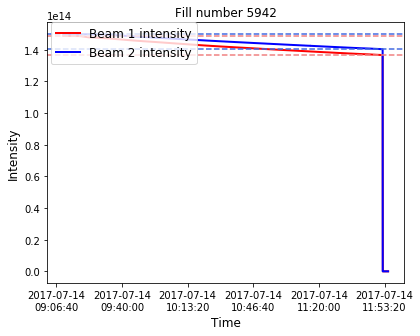 Fill number 5942
1e14
Beam 1 intensity
Beam 2 intensity
1.4
1.2
1.0
0.8
0.6
0.4
0.2
0.0
Intensity
2017-07-14 2017-07-14 2017-07-14 2017-07-14 2017-07-14 2017-07-14
09:06:40 09:40:00 10:13:20 10:46:40 11:20:00 11:53:20
Time